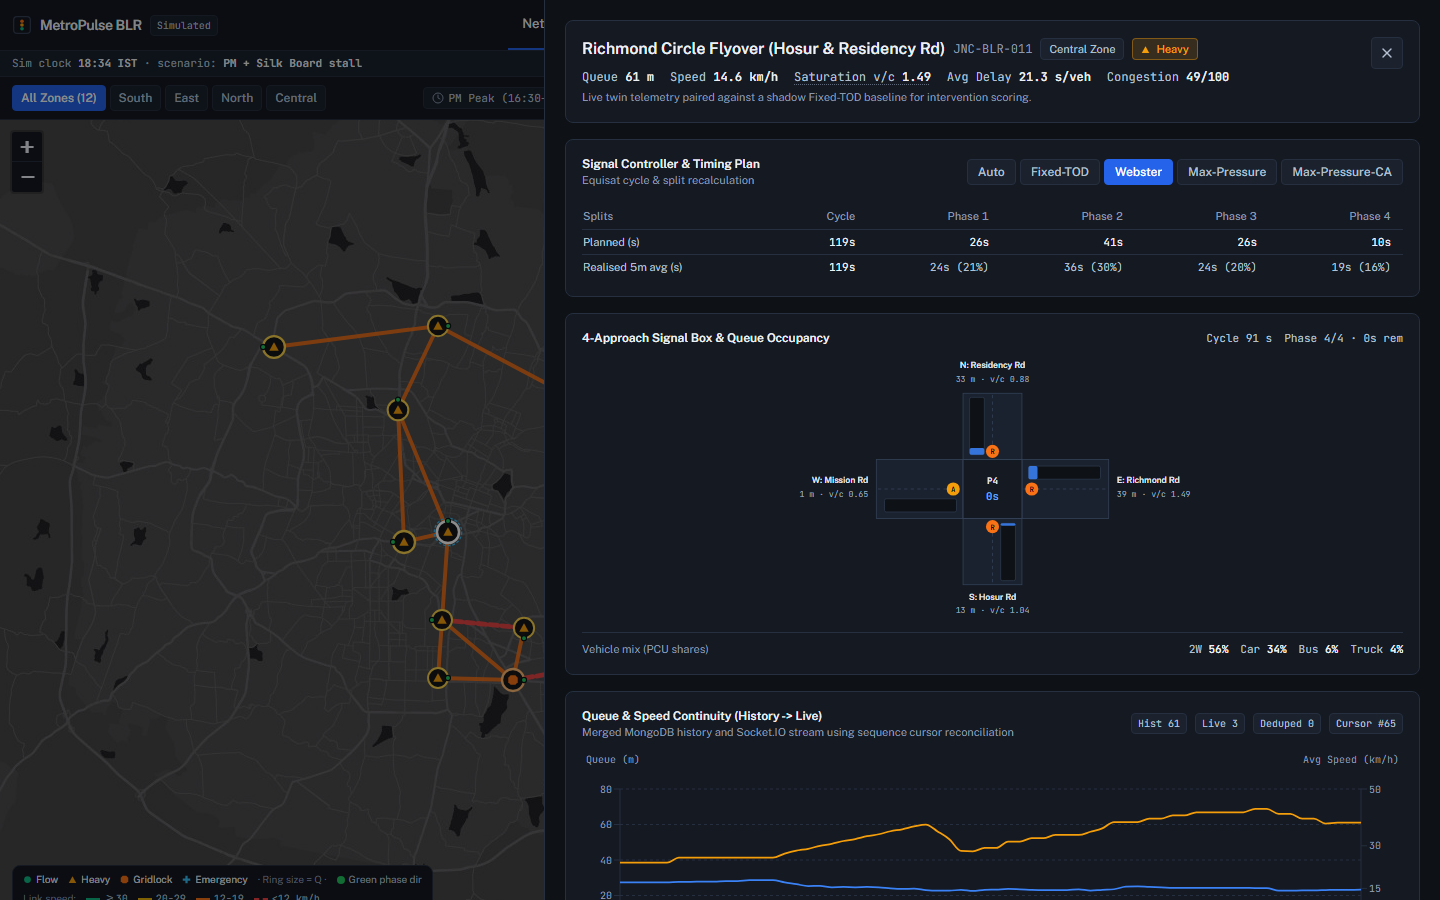 MetroPulse BLR Simulated Net
Sim clock 18:34 IST · scenario: PM + Silk Board stall
All Zones (12) South East North Central PM Peak (16:30-
+
−
Flow Heavy Gridlock Emergency · Ring size = Q · Green phase dir
Link speed: ≥30 20-29 12-19 <12 km/h
Richmond Circle Flyover (Hosur & Residency Rd) JNC-BLR-011 Central Zone ▲ Heavy
Queue 61 m Speed 14.6 km/h Saturation v/c 1.49 Avg Delay 21.3 s/veh Congestion 49/100
Live twin telemetry paired against a shadow Fixed-TOD baseline for intervention scoring.
Signal Controller & Timing Plan
Equisat cycle & split recalculation
Auto Fixed-TOD Webster Max-Pressure Max-Pressure-CA
Splits Cycle Phase 1 Phase 2 Phase 3 Phase 4
Planned (s) 119s 26s 41s 26s 10s
Realised 5m avg (s) 119s 24s (21%) 36s (30%) 24s (20%) 19s (16%)
4-Approach Signal Box & Queue Occupancy Cycle 91 s Phase 4/4 · 0s rem
N: Residency Rd
33 m · v/c 0.88
R
W: Mission Rd
1 m · v/c 0.65
A
P4
0s
R
E: Richmond Rd
39 m · v/c 1.49
R
S: Hosur Rd
13 m · v/c 1.04
Vehicle mix (PCU shares) 2W 56% Car 34% Bus 6% Truck 4%
Queue & Speed Continuity (History -> Live)
Merged MongoDB history and Socket.IO stream using sequence cursor reconciliation
Hist 61 Live 3 Deduped 0 Cursor #65
Queue (m) Avg Speed (km/h)
80 50
60
40 30
20 15